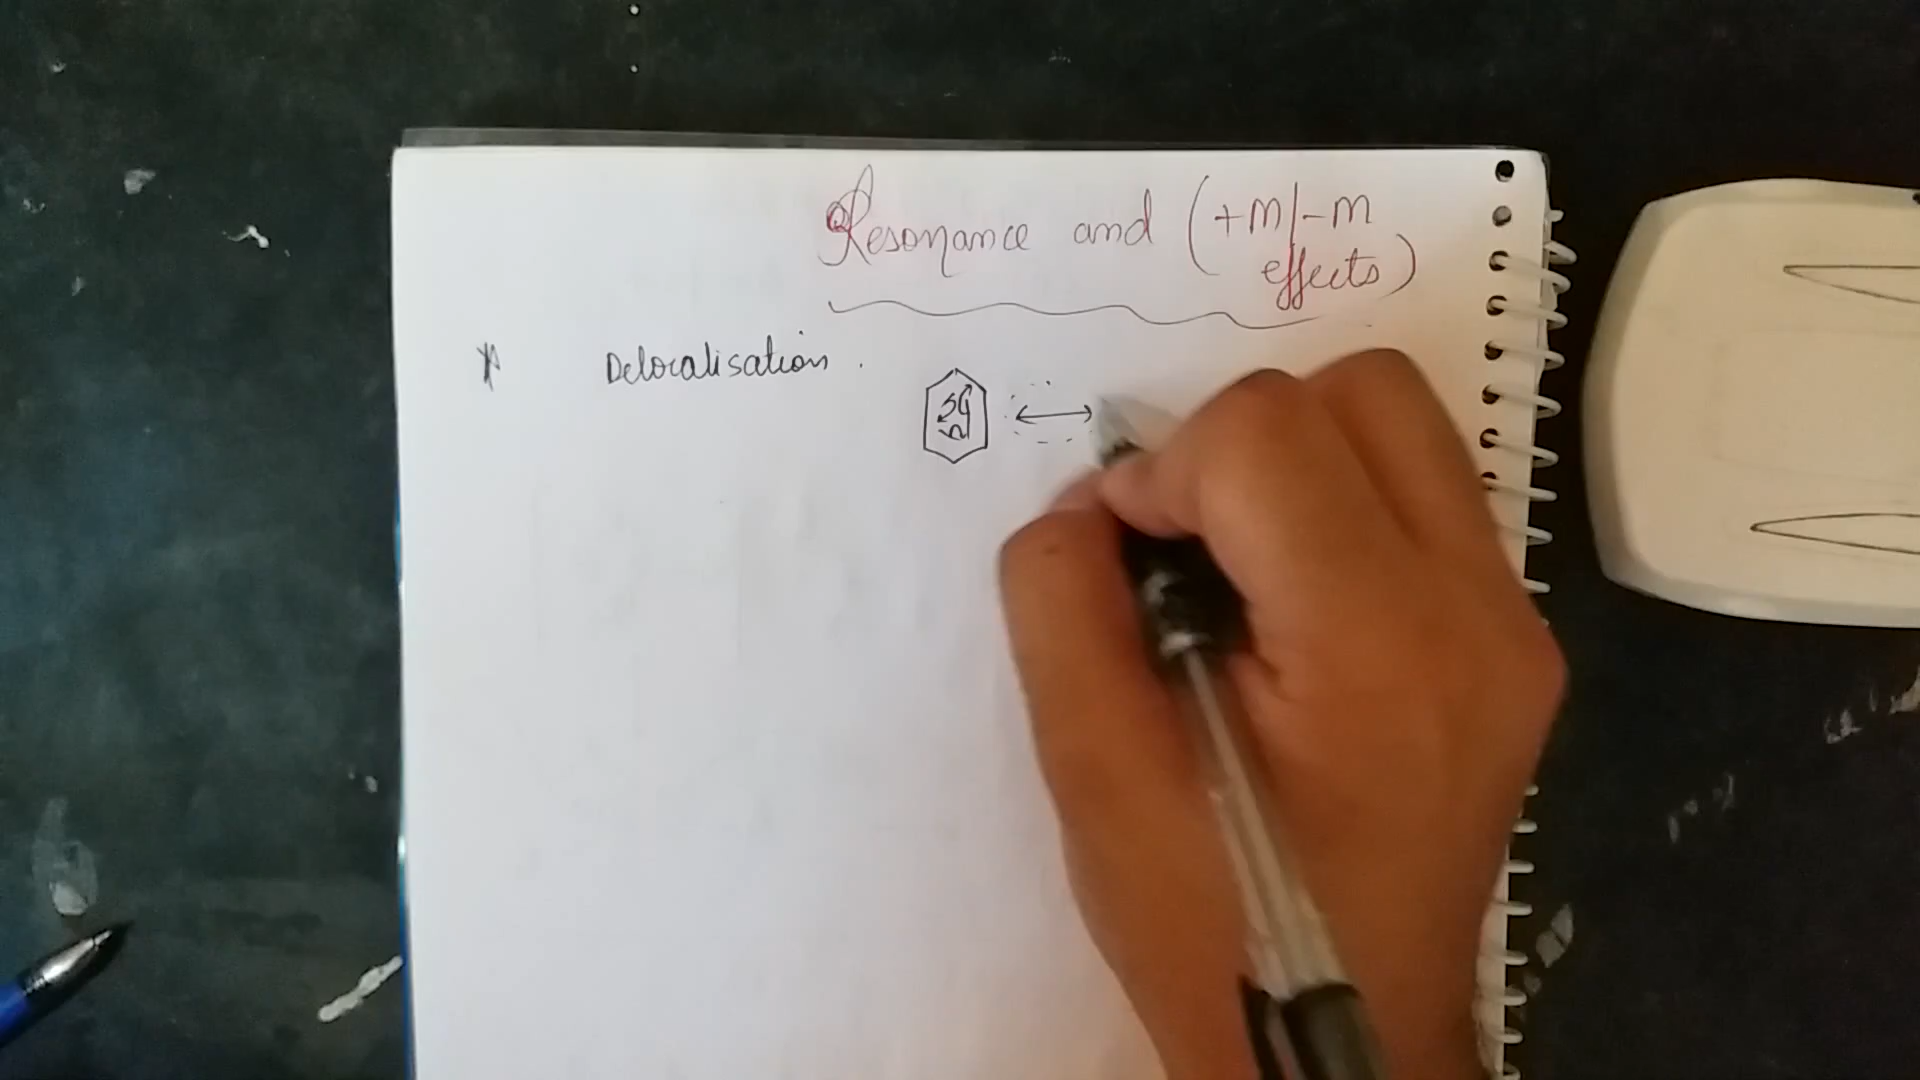 Resonance and (+m/-m
effects)
* Delocalisation.